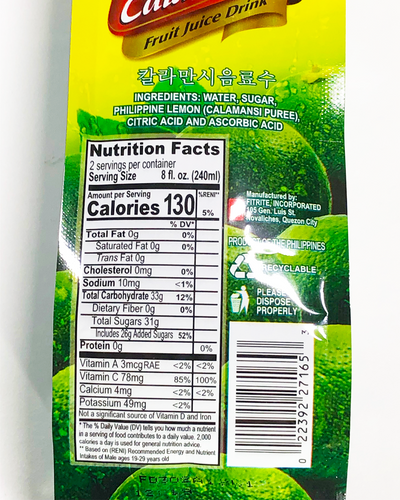 Fruit Juice Drink
칼라만시음료수
INGREDIENTS: WATER, SUGAR,
PHILIPPINE LEMON (CALAMANSI PUREE),
CITRIC ACID AND ASCORBIC ACID
Nutrition Facts
2 servings per container
Serving Size 8 fl. oz. (240ml)
Amount per Serving %RENI**
Calories 130 5%
% DV*
Total Fat 0g 0%
Saturated Fat 0g 0%
Trans Fat 0g
Cholesterol 0mg 0%
Sodium 10mg <1%
Total Carbohydrate 33g 12%
Dietary Fiber 0g 0%
Total Sugars 31g
Includes 26g Added Sugars 52%
Protein 0g 0%
Vitamin A 3mcgRAE <2% <2%
Vitamin C 78mg 85% 100%
Calcium 4mg <2% <2%
Potassium 49mg <2%
Not a significant source of Vitamin D and Iron
* The % Daily Value (DV) tells you how much a nutrient
in a serving of food contributes to a daily value. 2,000
calories a day is used for general nutrition advice.
** Based on (RENI) Recommended Energy and Nutrient
Intakes of Male ages 19-29 years old
Manufactured by:
FITRITE, INCORPORATED
Gen. Luis St.
Novaliches, Quezon City
PRODUCT OF THE PHILIPPINES
RECYCLABLE
PLEASE
DISPOSE
PROPERLY
0 22392 27165